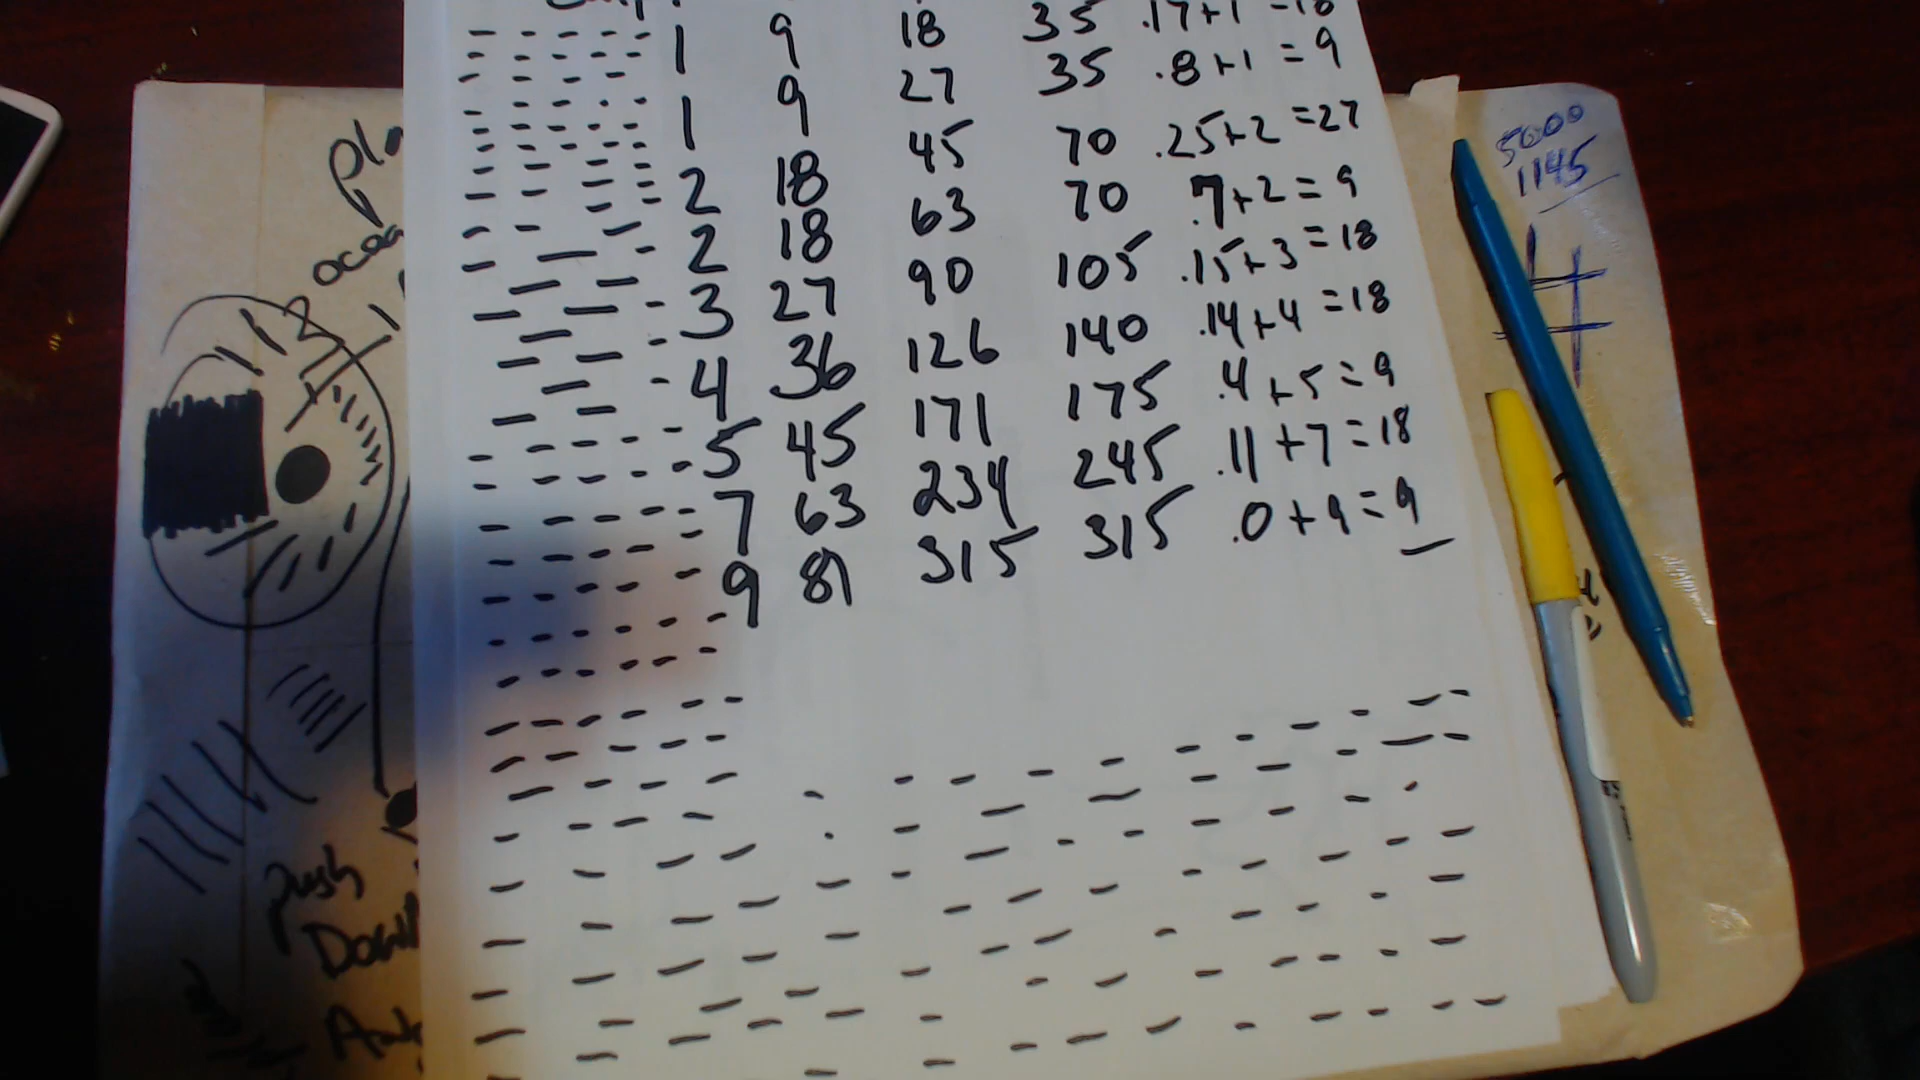 1 9 18 35 .17+1=18
1 9 27 35 .8+1=9
2 18 45 70 .25+2=27
2 18 63 70 .7+2=9
3 27 90 105 .15+3=18
4 36 126 140 .14+4=18
5 45 171 175 .4+5=9
7 63 234 245 .11+7=18
9 81 315 315 .0+9=9
5000
1145
push
Down